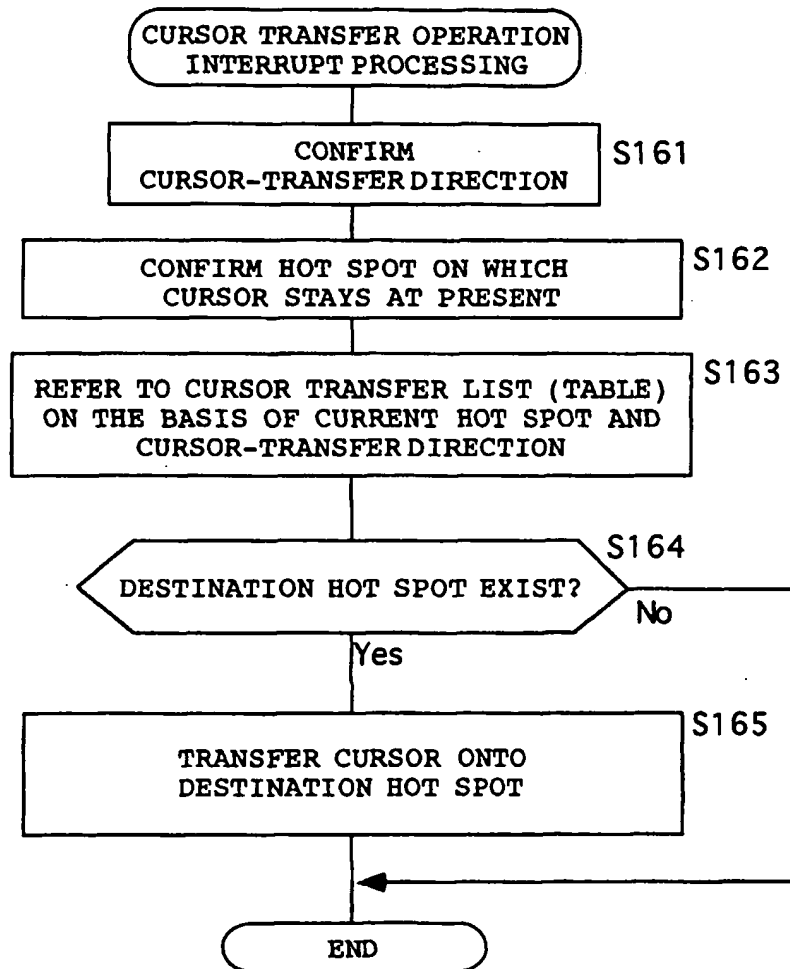 CURSOR TRANSFER OPERATION
INTERRUPT PROCESSING
CONFIRM
CURSOR-TRANSFER DIRECTION
S161
CONFIRM HOT SPOT ON WHICH
CURSOR STAYS AT PRESENT
S162
REFER TO CURSOR TRANSFER LIST (TABLE)
ON THE BASIS OF CURRENT HOT SPOT AND
CURSOR-TRANSFER DIRECTION
S163
S164
DESTINATION HOT SPOT EXIST?
No
Yes
S165
TRANSFER CURSOR ONTO
DESTINATION HOT SPOT
END